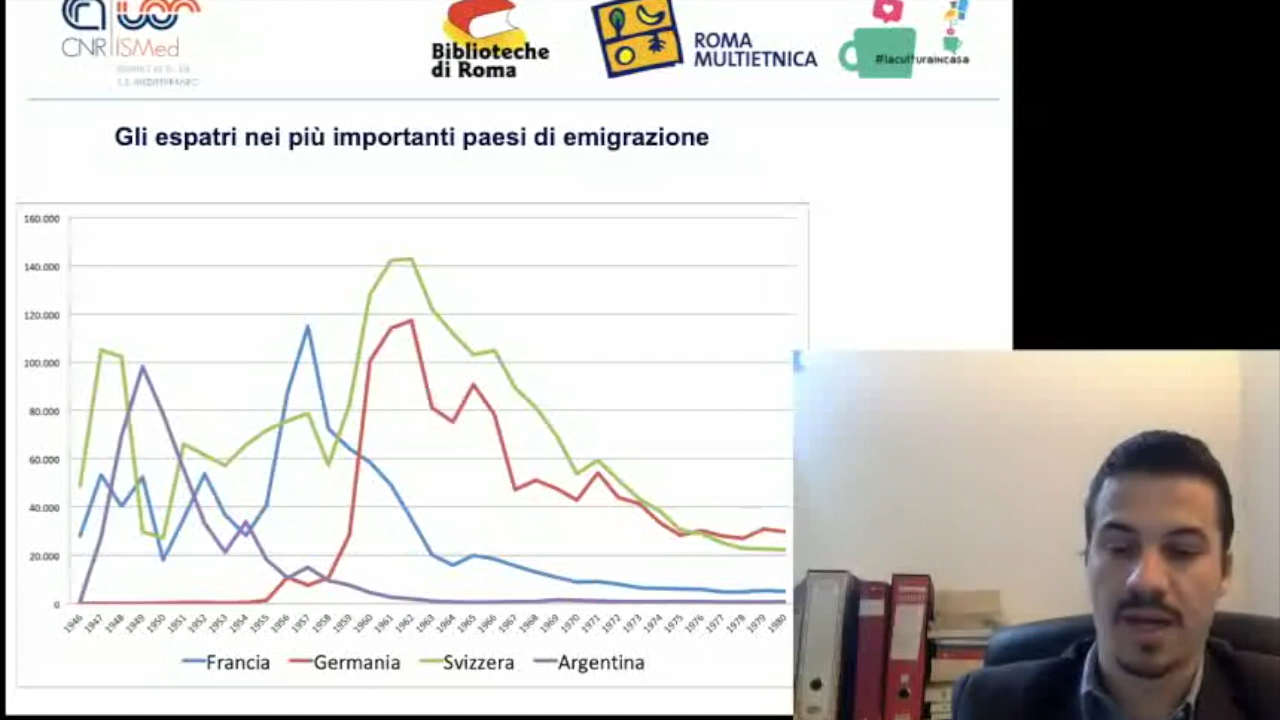 CNR ISMed
Biblioteche
di Roma
ROMA
MULTIETNICA
#laculturaincasa
Gli espatri nei più importanti paesi di emigrazione
160.000
140.000
120.000
100.000
80.000
60.000
40.000
20.000
0
1946 1947 1948 1949 1950 1951 1952 1953 1954 1955 1956 1957 1958 1959 1960 1961 1962 1963 1964 1965 1966 1967 1968 1969 1970 1971 1972 1973 1974 1975 1976 1977 1978 1979 1980
Francia Germania Svizzera Argentina